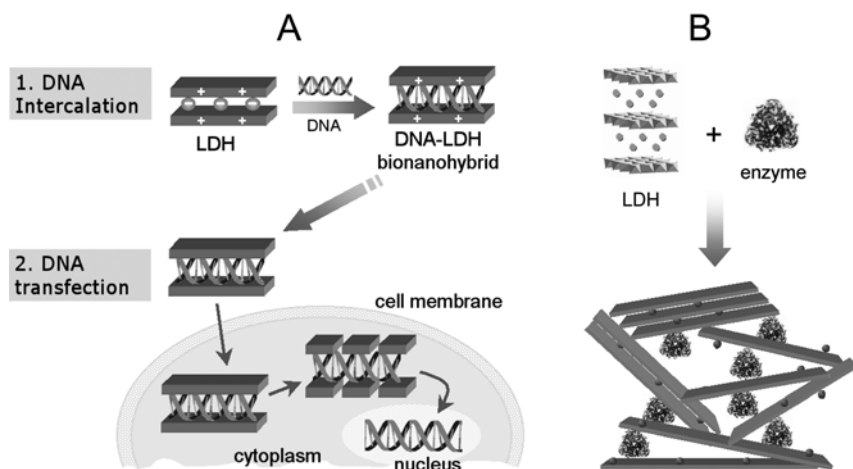 A
1. DNA
Intercalation
+ +
− − −
+ +
LDH
DNA
+ +
+ +
DNA-LDH
bionanohybrid
2. DNA
transfection
cell membrane
cytoplasm
nucleus
B
LDH
+
enzyme